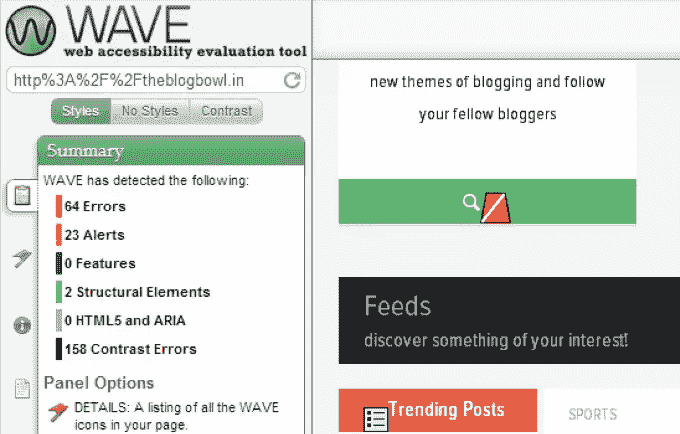 WAVE
web accessibility evaluation tool
http%3A%2F%2Ftheblogbowl.in
Styles No Styles Contrast
Summary
WAVE has detected the following:
64 Errors
23 Alerts
0 Features
2 Structural Elements
0 HTML5 and ARIA
158 Contrast Errors
Panel Options
DETAILS: A listing of all the WAVE
icons in your page.
new themes of blogging and follow
your fellow bloggers
Feeds
discover something of your interest!
Trending Posts
SPORTS